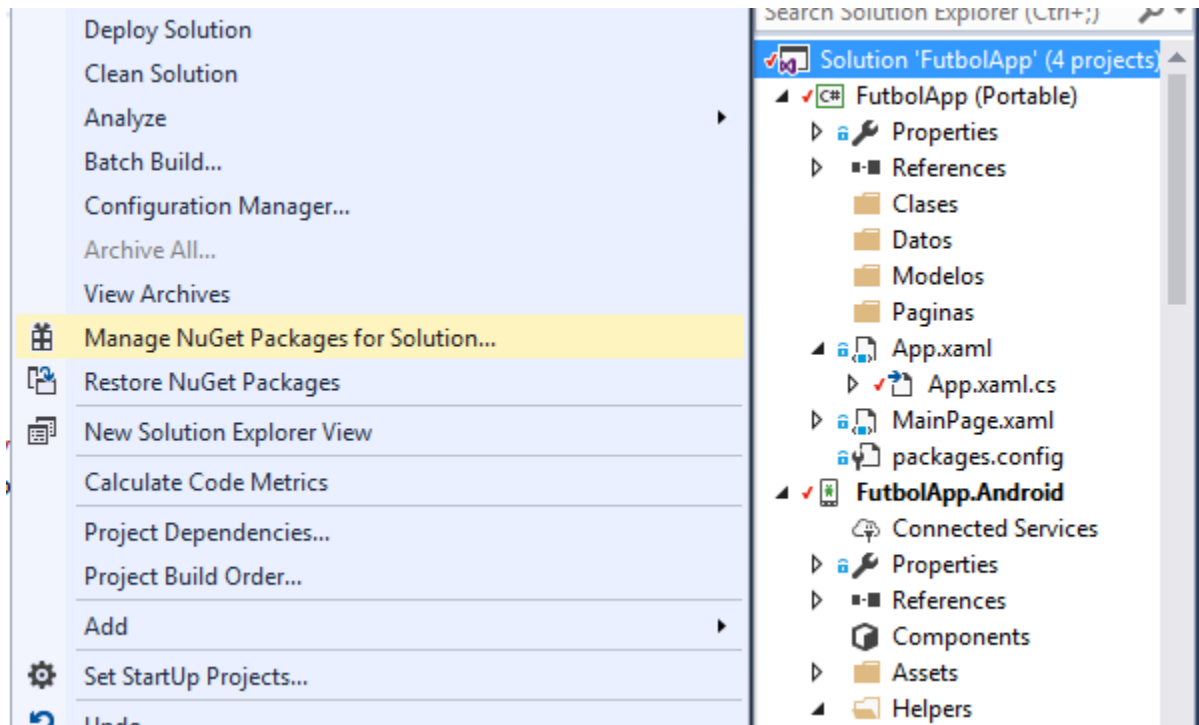 Deploy Solution
Clean Solution
Analyze
Batch Build...
Configuration Manager...
Archive All...
View Archives
Manage NuGet Packages for Solution...
Restore NuGet Packages
New Solution Explorer View
Calculate Code Metrics
Project Dependencies...
Project Build Order...
Add
Set StartUp Projects...
Undo
Search Solution Explorer (Ctrl+;)
Solution 'FutbolApp' (4 projects)
C# FutbolApp (Portable)
Properties
References
Clases
Datos
Modelos
Paginas
App.xaml
App.xaml.cs
MainPage.xaml
packages.config
FutbolApp.Android
Connected Services
Properties
References
Components
Assets
Helpers